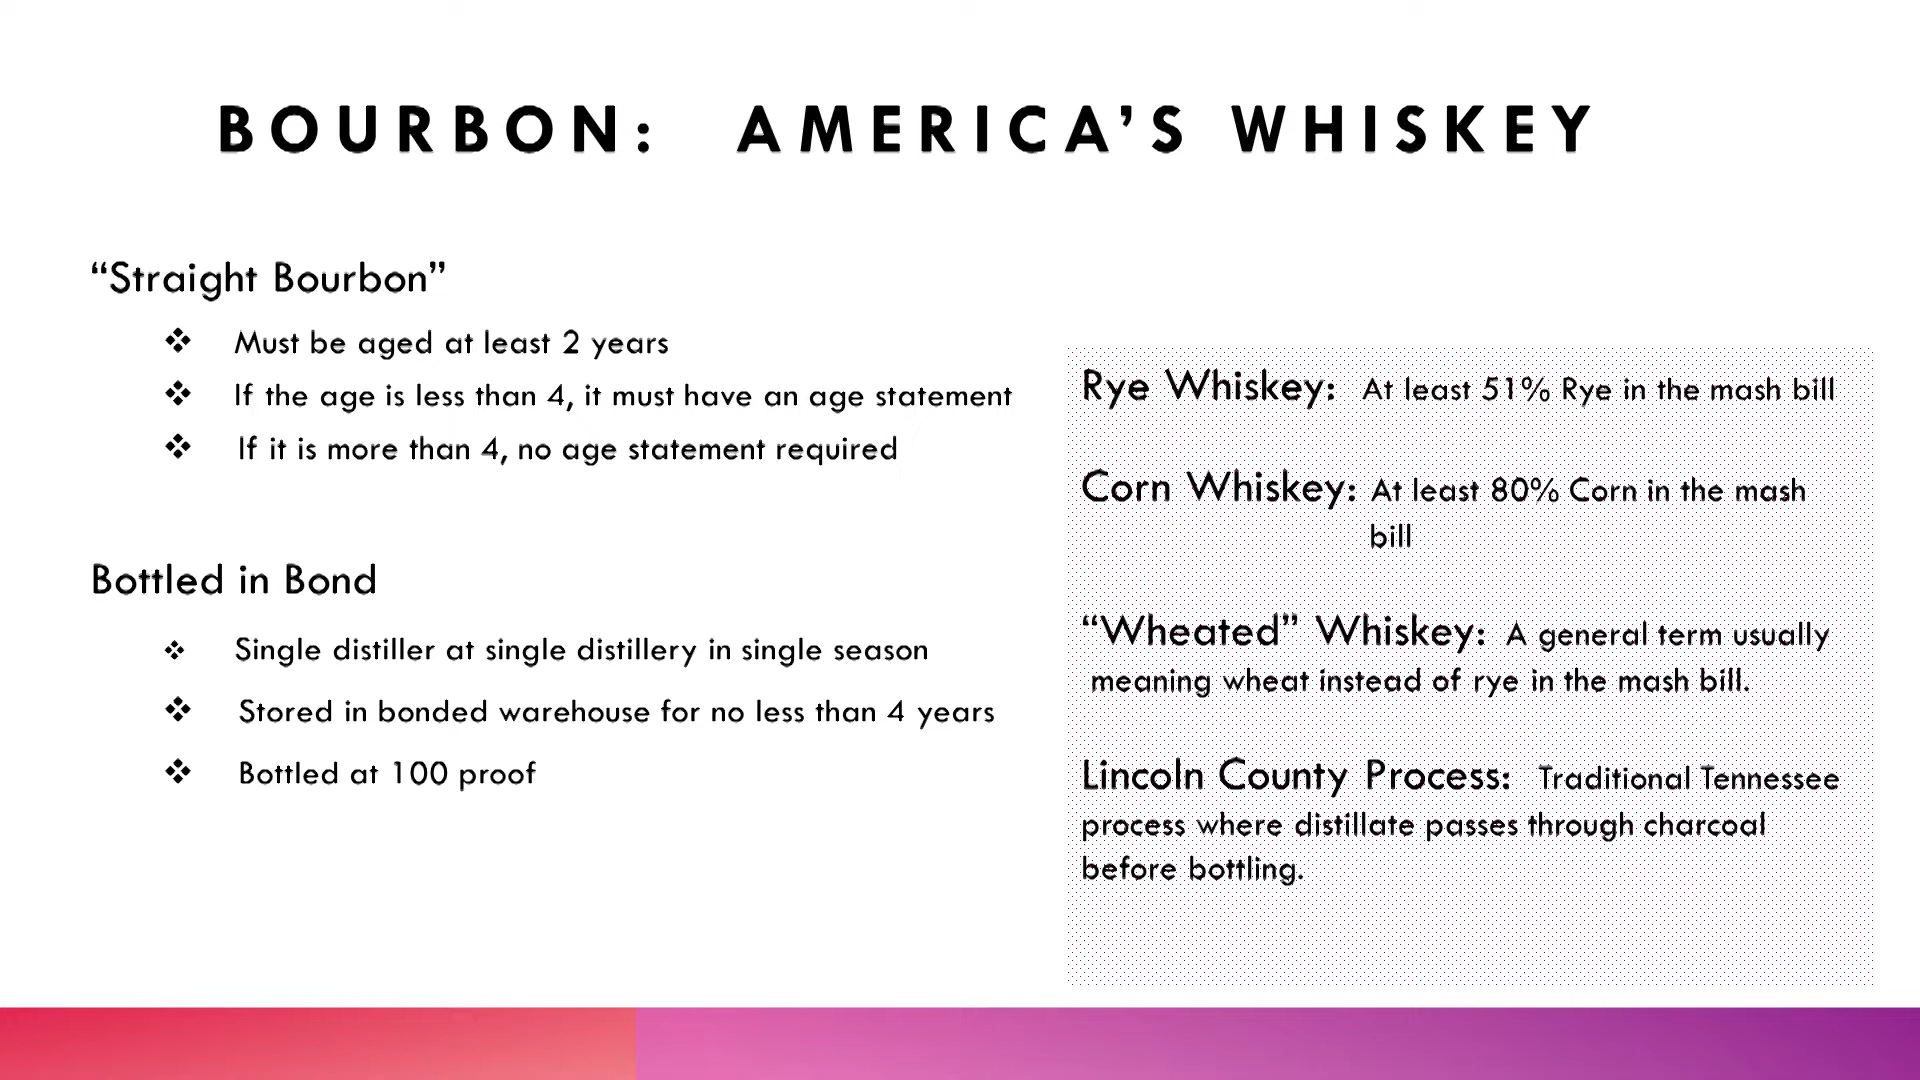 BOURBON: AMERICA’S WHISKEY
“Straight Bourbon”
❖ Must be aged at least 2 years
❖ If the age is less than 4, it must have an age statement
❖ If it is more than 4, no age statement required
Bottled in Bond
❖ Single distiller at single distillery in single season
❖ Stored in bonded warehouse for no less than 4 years
❖ Bottled at 100 proof
Rye Whiskey: At least 51% Rye in the mash bill
Corn Whiskey: At least 80% Corn in the mash
bill
“Wheated” Whiskey: A general term usually
meaning wheat instead of rye in the mash bill.
Lincoln County Process: Traditional Tennessee
process where distillate passes through charcoal
before bottling.